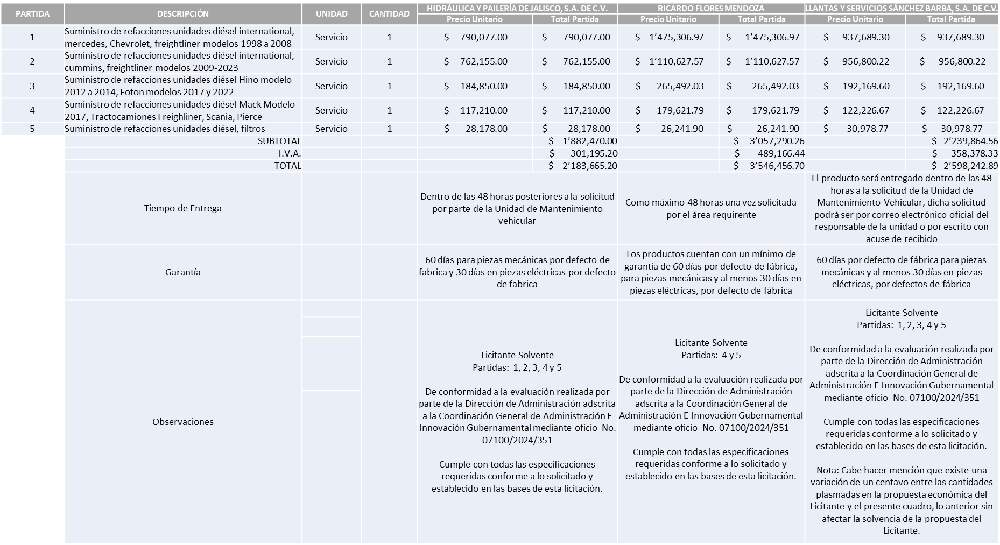 PARTIDA
DESCRIPCIÓN
UNIDAD
CANTIDAD
HIDRÁULICA Y PAILERÍA DE JALISCO, S.A. DE C.V.
RICARDO FLORES MENDOZA
LLANTAS Y SERVICIOS SÁNCHEZ BARBA, S.A. DE C.V.
Precio Unitario
Total Partida
Precio Unitario
Total Partida
Precio Unitario
Total Partida
1
Suministro de refacciones unidades diésel international,
mercedes, Chevrolet, freightliner modelos 1998 a 2008
Servicio
1
$ 790,077.00
$ 790,077.00
$ 1’475,306.97
$ 1’475,306.97
$ 937,689.30
$ 937,689.30
2
Suministro de refacciones unidades diésel international,
cummins, freightliner modelos 2009-2023
Servicio
1
$ 762,155.00
$ 762,155.00
$ 1’110,627.57
$ 1’110,627.57
$ 956,800.22
$ 956,800.22
3
Suministro de refacciones unidades diésel Hino modelo
2012 a 2014, Foton modelos 2017 y 2022
Servicio
1
$ 184,850.00
$ 184,850.00
$ 265,492.03
$ 265,492.03
$ 192,169.60
$ 192,169.60
4
Suministro de refacciones unidades diésel Mack Modelo
2017, Tractocamiones Freighliner, Scania, Pierce
Servicio
1
$ 117,210.00
$ 117,210.00
$ 179,621.79
$ 179,621.79
$ 122,226.67
$ 122,226.67
5
Suministro de refacciones unidades diésel, filtros
Servicio
1
$ 28,178.00
$ 28,178.00
$ 26,241.90
$ 26,241.90
$ 30,978.77
$ 30,978.77
SUBTOTAL
$ 1’882,470.00
$ 3’057,290.26
$ 2’239,864.56
I.V.A.
$ 301,195.20
$ 489,166.44
$ 358,378.33
TOTAL
$ 2’183,665.20
$ 3’546,456.70
$ 2’598,242.89
Tiempo de Entrega
Dentro de las 48 horas posteriores a la solicitud
por parte de la Unidad de Mantenimiento
vehicular
Como máximo 48 horas una vez solicitada
por el área requirente
El producto será entregado dentro de las 48
horas a la solicitud de la Unidad de
Mantenimiento Vehicular, dicha solicitud
podrá ser por correo electrónico oficial del
responsable de la unidad o por escrito con
acuse de recibido
Garantía
60 días para piezas mecánicas por defecto de
fabrica y 30 días en piezas eléctricas por defecto
de fabrica
Los productos cuentan con un mínimo de
garantía de 60 días por defecto de fábrica,
para piezas mecánicas y al menos 30 días en
piezas eléctricas, por defecto de fábrica
60 días por defecto de fábrica para piezas
mecánicas y al menos 30 días en piezas
eléctricas, por defectos de fábrica
Observaciones
Licitante Solvente
Partidas: 1, 2, 3, 4 y 5
De conformidad a la evaluación realizada por
parte de la Dirección de Administración adscrita
a la Coordinación General de Administración E
Innovación Gubernamental mediante oficio No.
07100/2024/351
Cumple con todas las especificaciones
requeridas conforme a lo solicitado y
establecido en las bases de esta licitación.
Licitante Solvente
Partidas: 4 y 5
De conformidad a la evaluación realizada por
parte de la Dirección de Administración
adscrita a la Coordinación General de
Administración E Innovación Gubernamental
mediante oficio No. 07100/2024/351
Cumple con todas las especificaciones
requeridas conforme a lo solicitado y
establecido en las bases de esta licitación.
Licitante Solvente
Partidas: 1, 2, 3, 4 y 5
De conformidad a la evaluación realizada por
parte de la Dirección de Administración
adscrita a la Coordinación General de
Administración E Innovación Gubernamental
mediante oficio No. 07100/2024/351
Cumple con todas las especificaciones
requeridas conforme a lo solicitado y
establecido en las bases de esta licitación.
Nota: Cabe hacer mención que existe una
variación de un centavo entre las cantidades
plasmadas en la propuesta económica del
Licitante y el presente cuadro, lo anterior sin
afectar la solvencia de la propuesta del
Licitante.